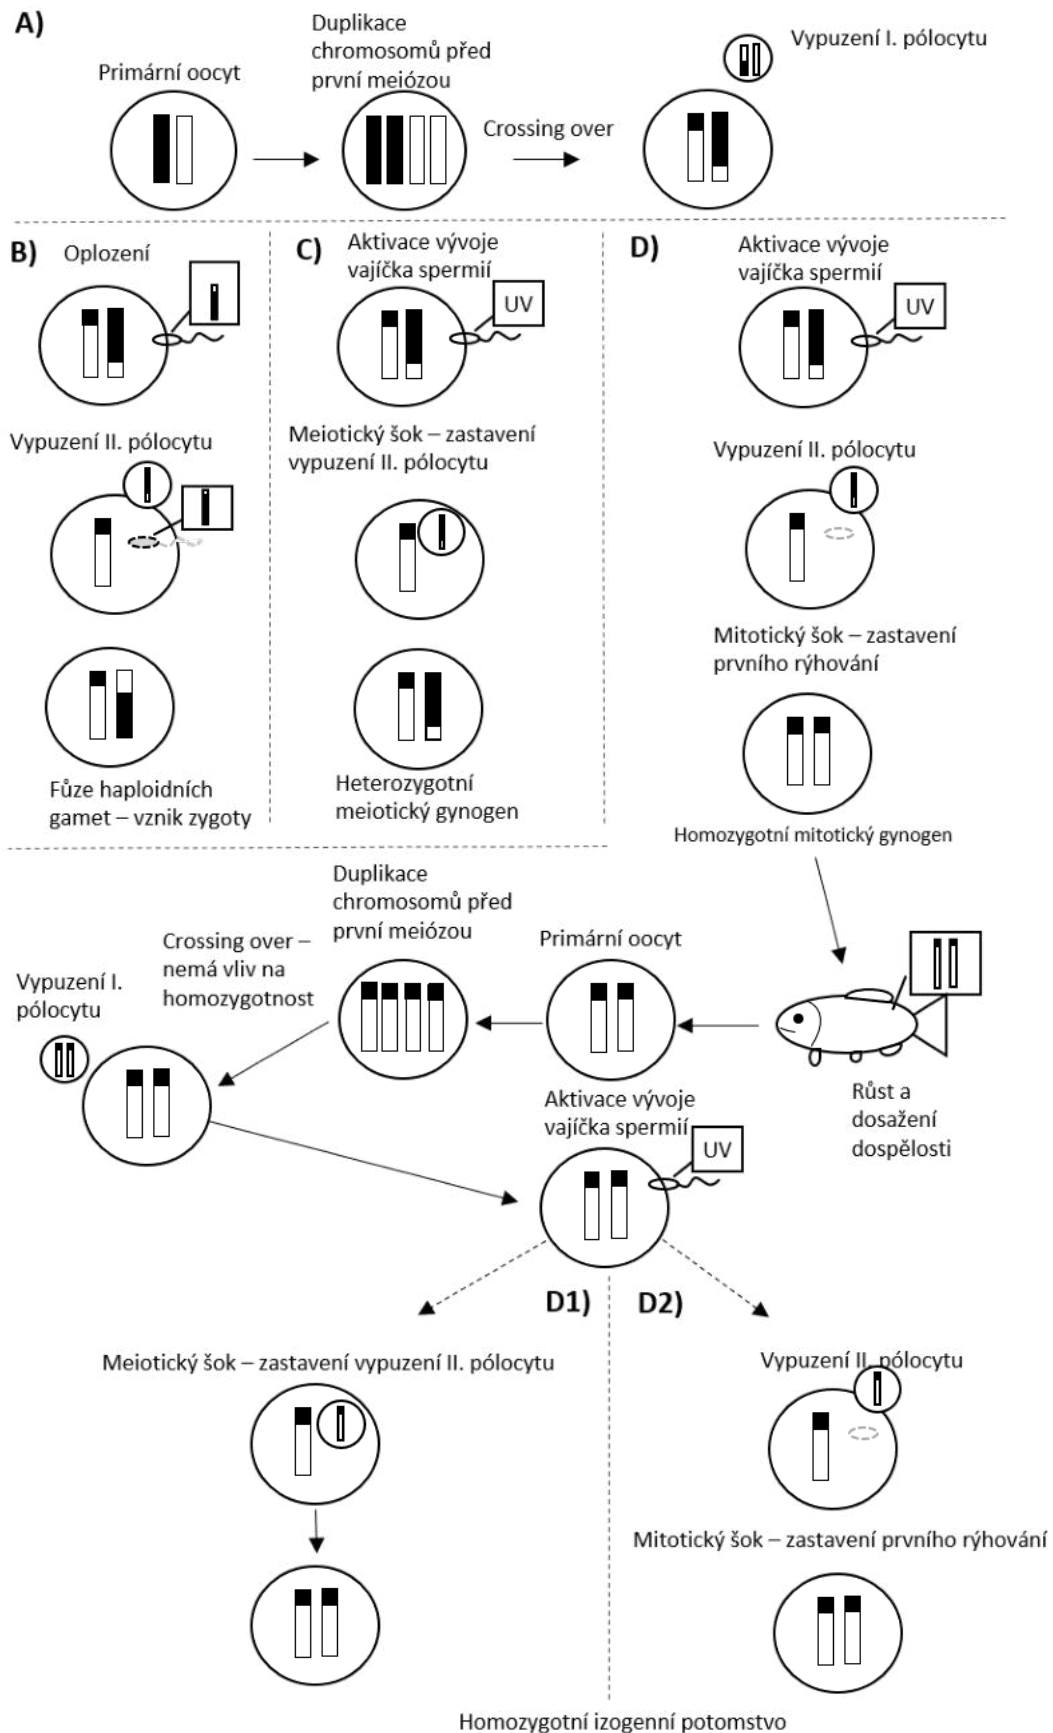 A)
Primární oocyt
Duplikace
chromosomů před
první meiózou
Crossing over
Vypuzení I. pólocytu
B)
Oplození
Vypuzení II. pólocytu
Fůze haploidních
gamet – vznik zygoty
C)
Aktivace vývoje
vajíčka spermií
UV
Meiotický šok – zastavení
vypuzení II. pólocytu
Heterozygotní
meiotický gynogen
D)
Aktivace vývoje
vajíčka spermií
UV
Vypuzení II. pólocytu
Mitotický šok – zastavení
prvního rýhování
Homozygotní mitotický gynogen
Růst a
dosažení
dospělosti
Primární oocyt
Duplikace
chromosomů před
první meiózou
Crossing over –
nemá vliv na
homozygotnost
Vypuzení I.
pólocytu
Aktivace vývoje
vajíčka spermií
UV
D1)
Meiotický šok – zastavení vypuzení II. pólocytu
D2)
Vypuzení II. pólocytu
Mitotický šok – zastavení prvního rýhování
Homozygotní izogenní potomstvo